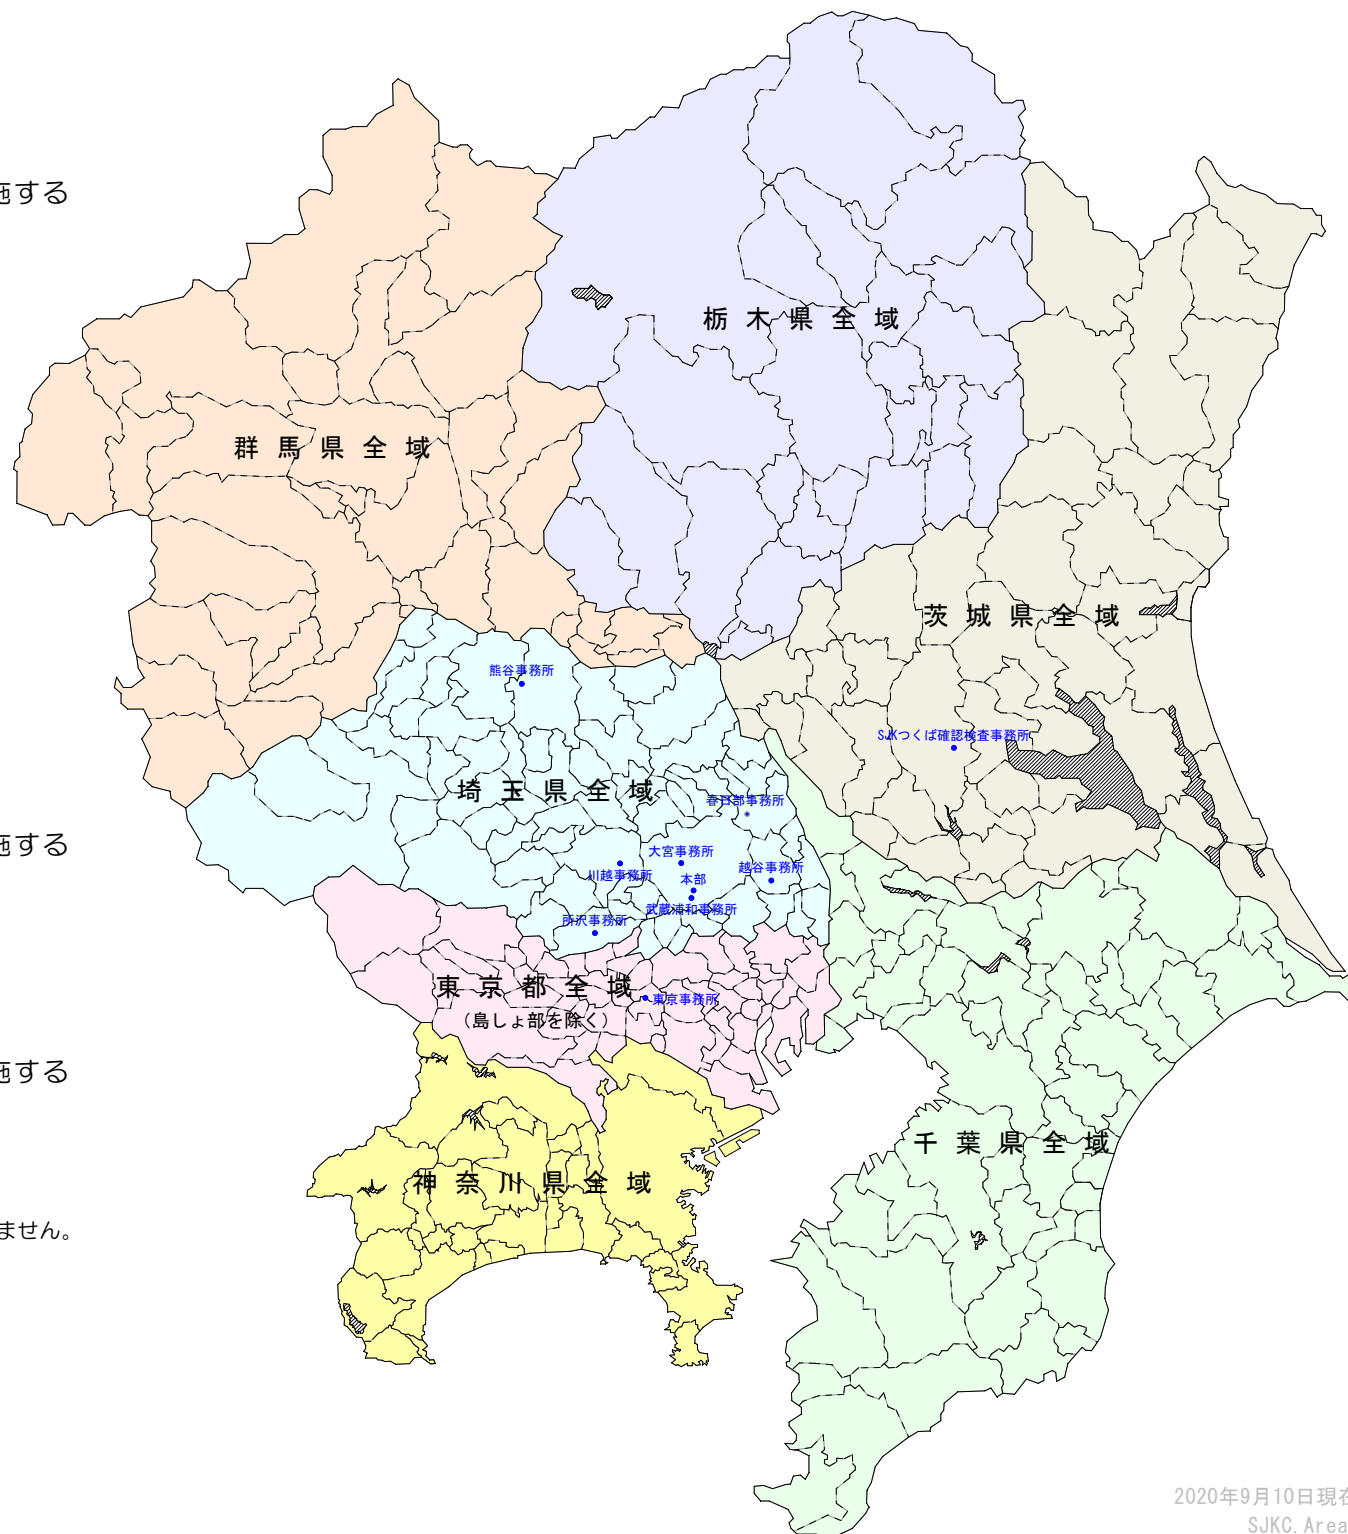 施する
栃木県全域
群馬県全域
茨城県全域
熊谷事務所
SJKつくば確認検査事務所
埼玉県全域
春日部事務所
施する
大宮事務所
川越事務所
越谷事務所
本部
武蔵浦和事務所
所沢事務所
東京都全域
東京事務所
（島しょ部を除く）
施する
千葉県全域
神奈川県全域
ません。
2020年9月10日現在
SJKC.Area